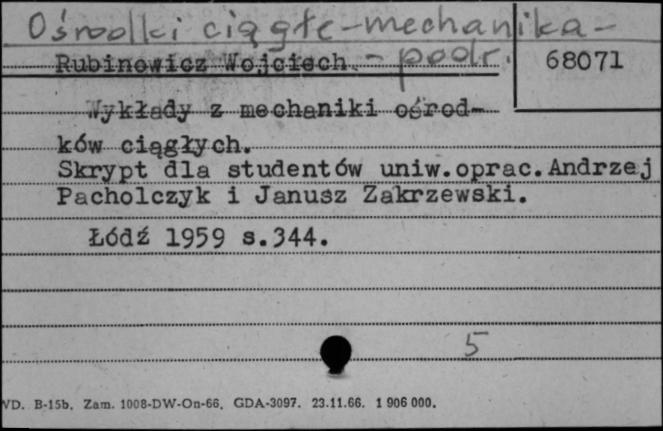 Ośrodki ciągłe-mechanika-
-podr.
68071
Rubinowicz Wojciech.
Wykłady z mechaniki ośrod-
ków ciągłych.
Skrypt dla studentów uniw.oprac.Andrzej
Pacholczyk i Janusz Zakrzewski.
Łódź 1959 s.344.
5
WD. B-15b. Zam. 1008-DW-On-66. GDA-3097. 23.11.66. 1 906 000.